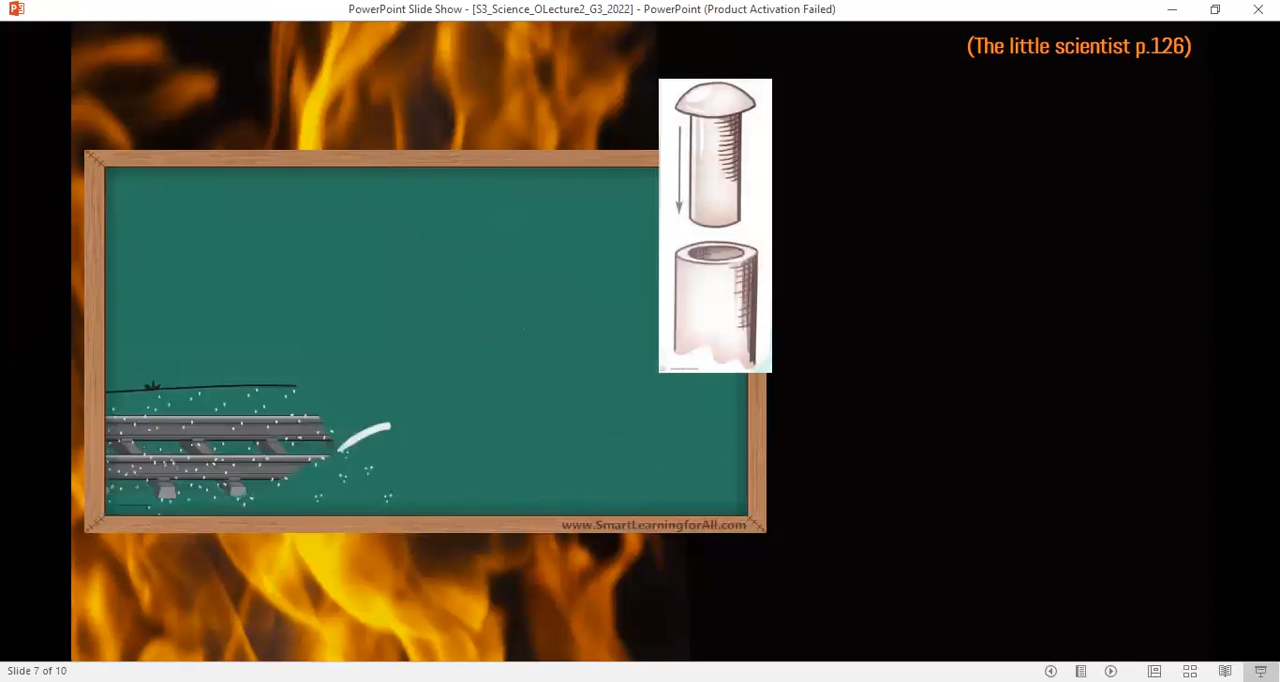 PowerPoint Slide Show - [S3_Science_OLecture2_G3_2022] - PowerPoint (Product Activation Failed)
(The little scientist p.126)
www.SmartLearningforAll.com
Slide 7 of 10